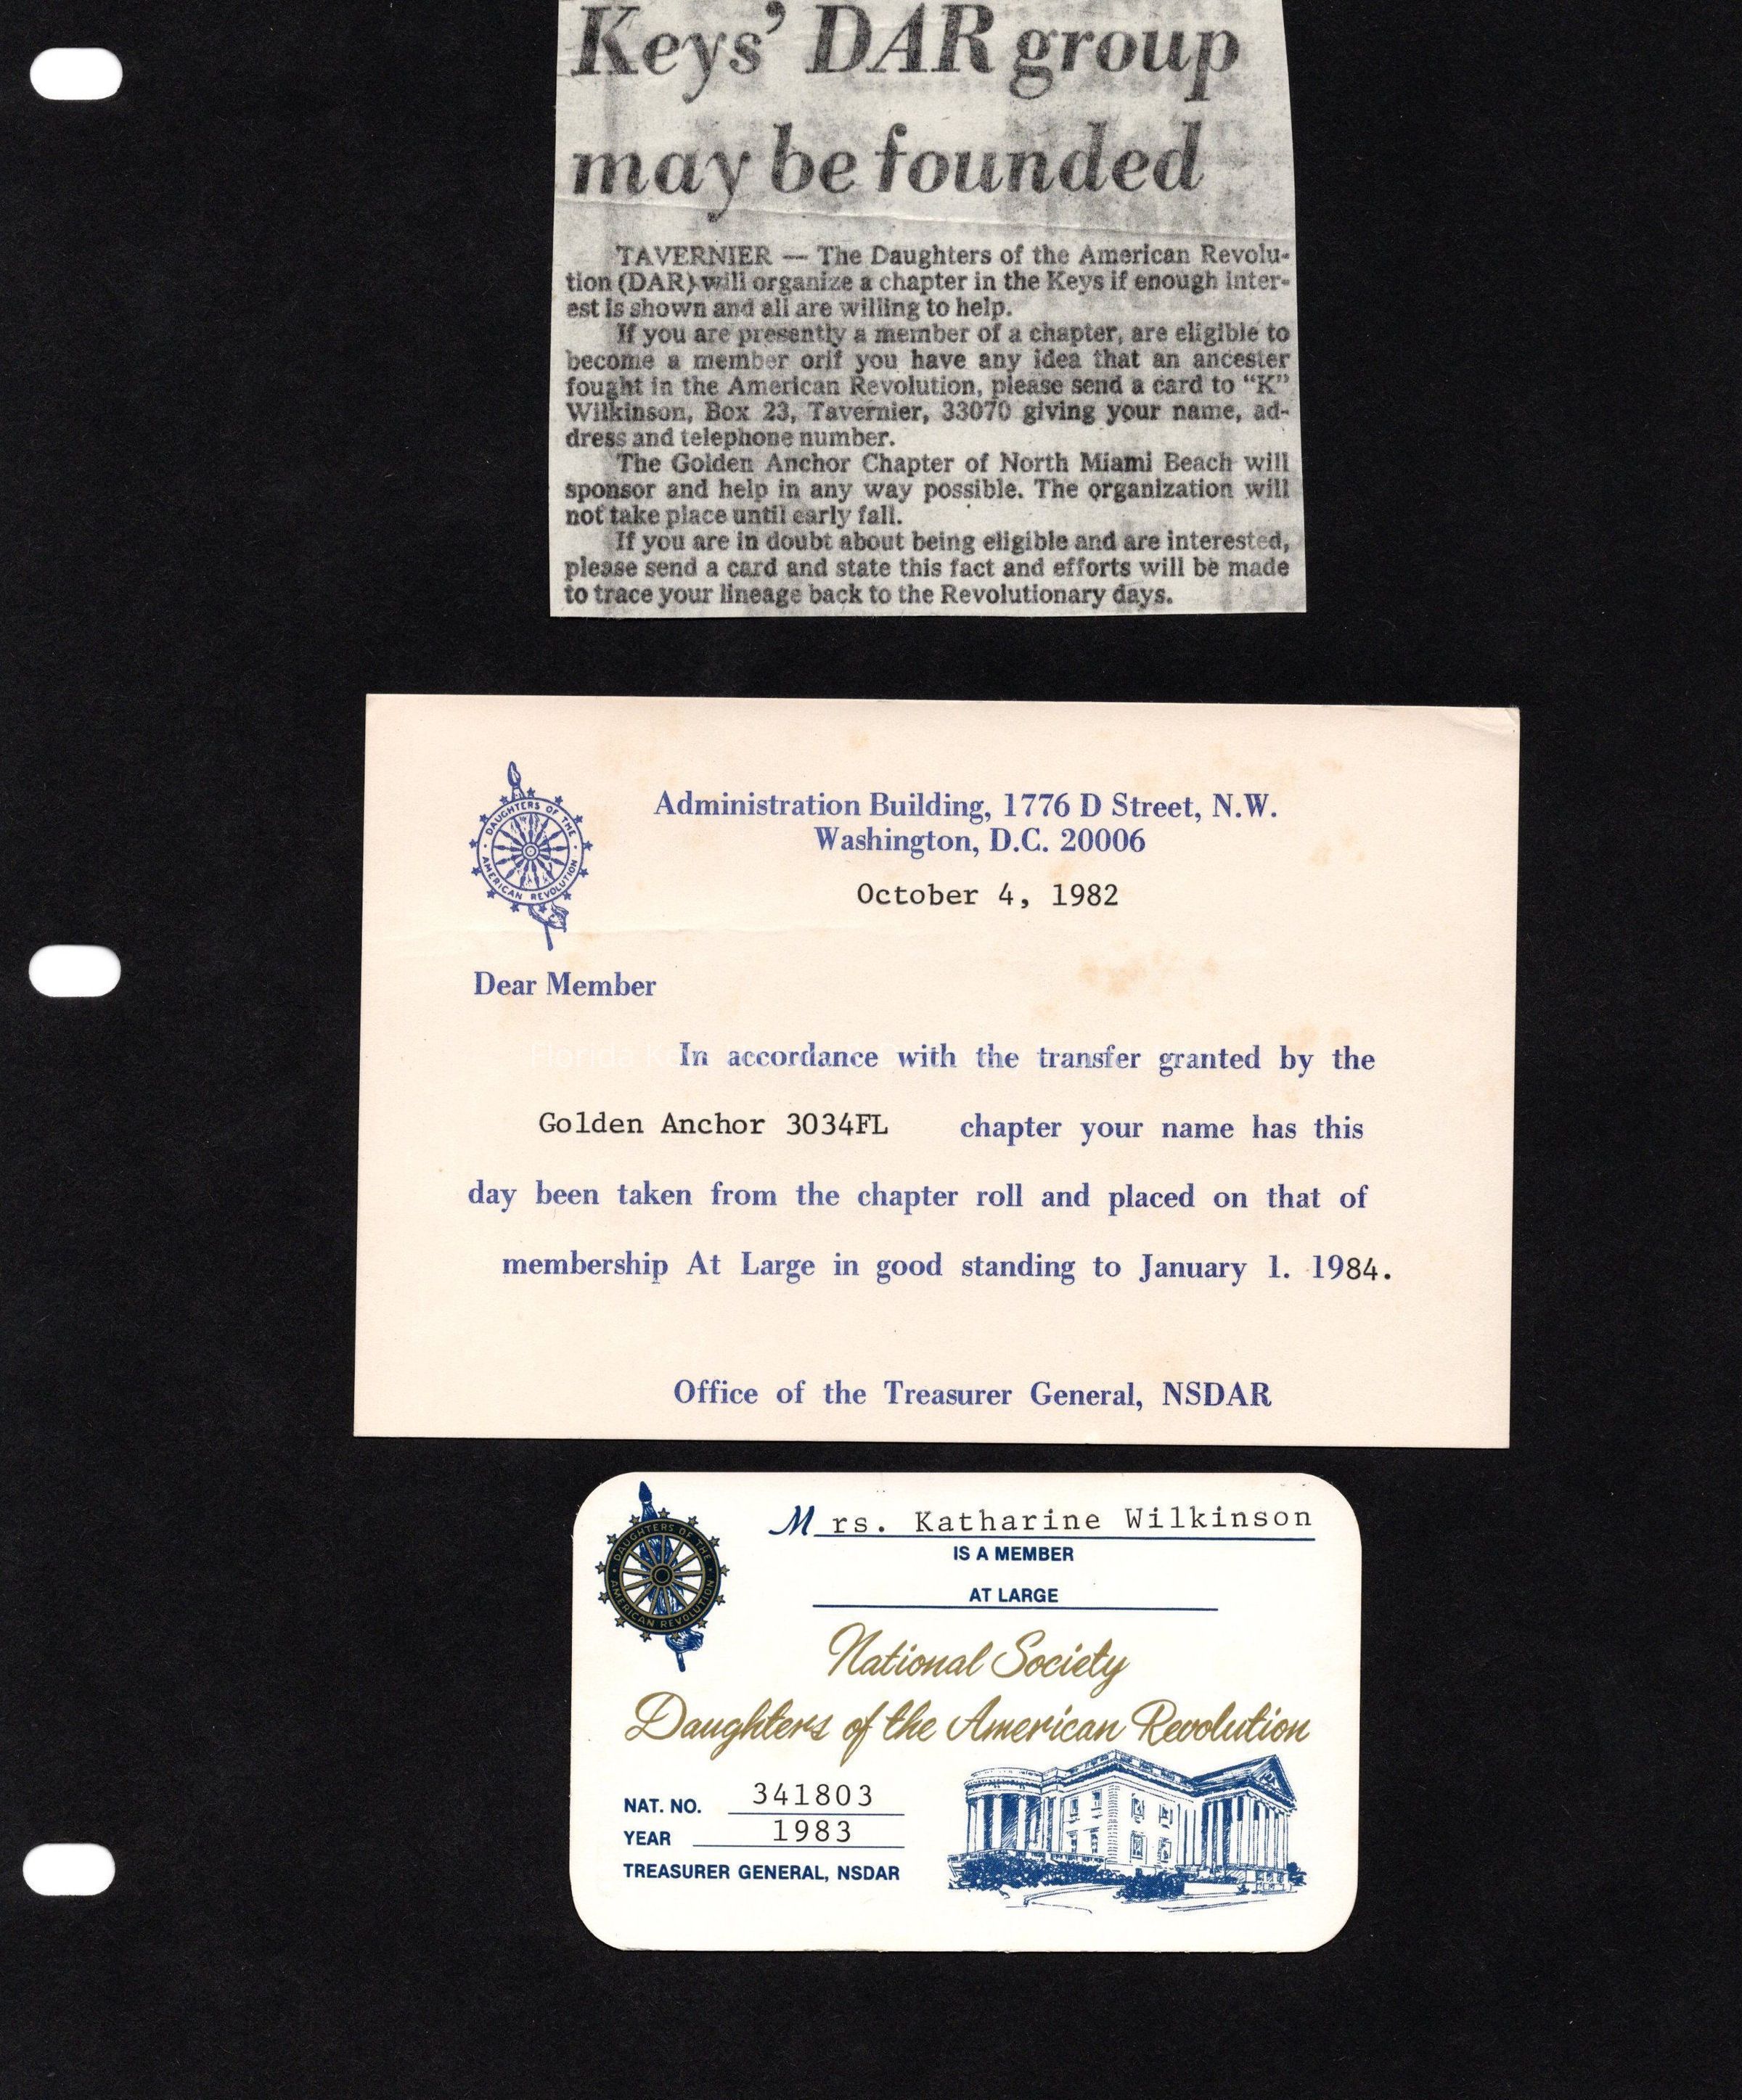 Keys' DAR group
may be founded
TAVERNIER — The Daughters of the American Revolu-
tion (DAR) will organize a chapter in the Keys if enough inter-
est is shown and all are willing to help.
If you are presently a member of a chapter, are eligible to
become a member orif you have any idea that an ancester
fought in the American Revolution, please send a card to “K”
Wilkinson, Box 23, Tavernier, 33070 giving your name, ad-
dress and telephone number.
The Golden Anchor Chapter of North Miami Beach will
sponsor and help in any way possible. The organization will
not take place until early fall.
If you are in doubt about being eligible and are interested,
please send a card and state this fact and efforts will be made
to trace your lineage back to the Revolutionary days.
DAUGHTERS OF THE
AMERICAN REVOLUTION
Administration Building, 1776 D Street, N.W.
Washington, D.C. 20006
October 4, 1982
Dear Member
Florida
In accordance with the transfer granted by the
Golden Anchor 3034FL chapter your name has this
day been taken from the chapter roll and placed on that of
membership At Large in good standing to January 1. 1984.
Office of the Treasurer General, NSDAR
DAUGHTERS OF THE
AMERICAN REVOLUTION
Mrs. Katharine Wilkinson
IS A MEMBER
AT LARGE
National Society
Daughters of the American Revolution
NAT. NO. 341803
YEAR 1983
TREASURER GENERAL, NSDAR